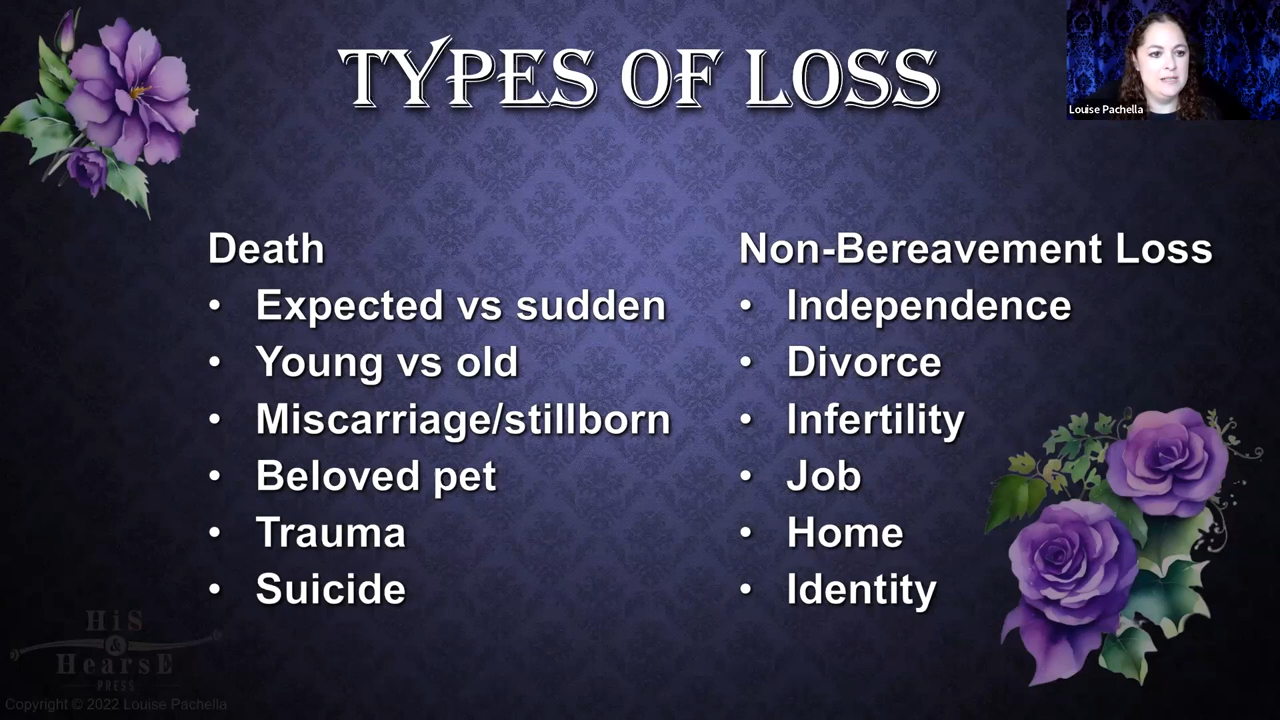 TYPES OF LOSS
Louise Pachella
Death
• Expected vs sudden
• Young vs old
• Miscarriage/stillborn
• Beloved pet
• Trauma
• Suicide
Non-Bereavement Loss
• Independence
• Divorce
• Infertility
• Job
• Home
• Identity
HiS
&
HearsE
PRESS
Copyright © 2022 Louise Pachella